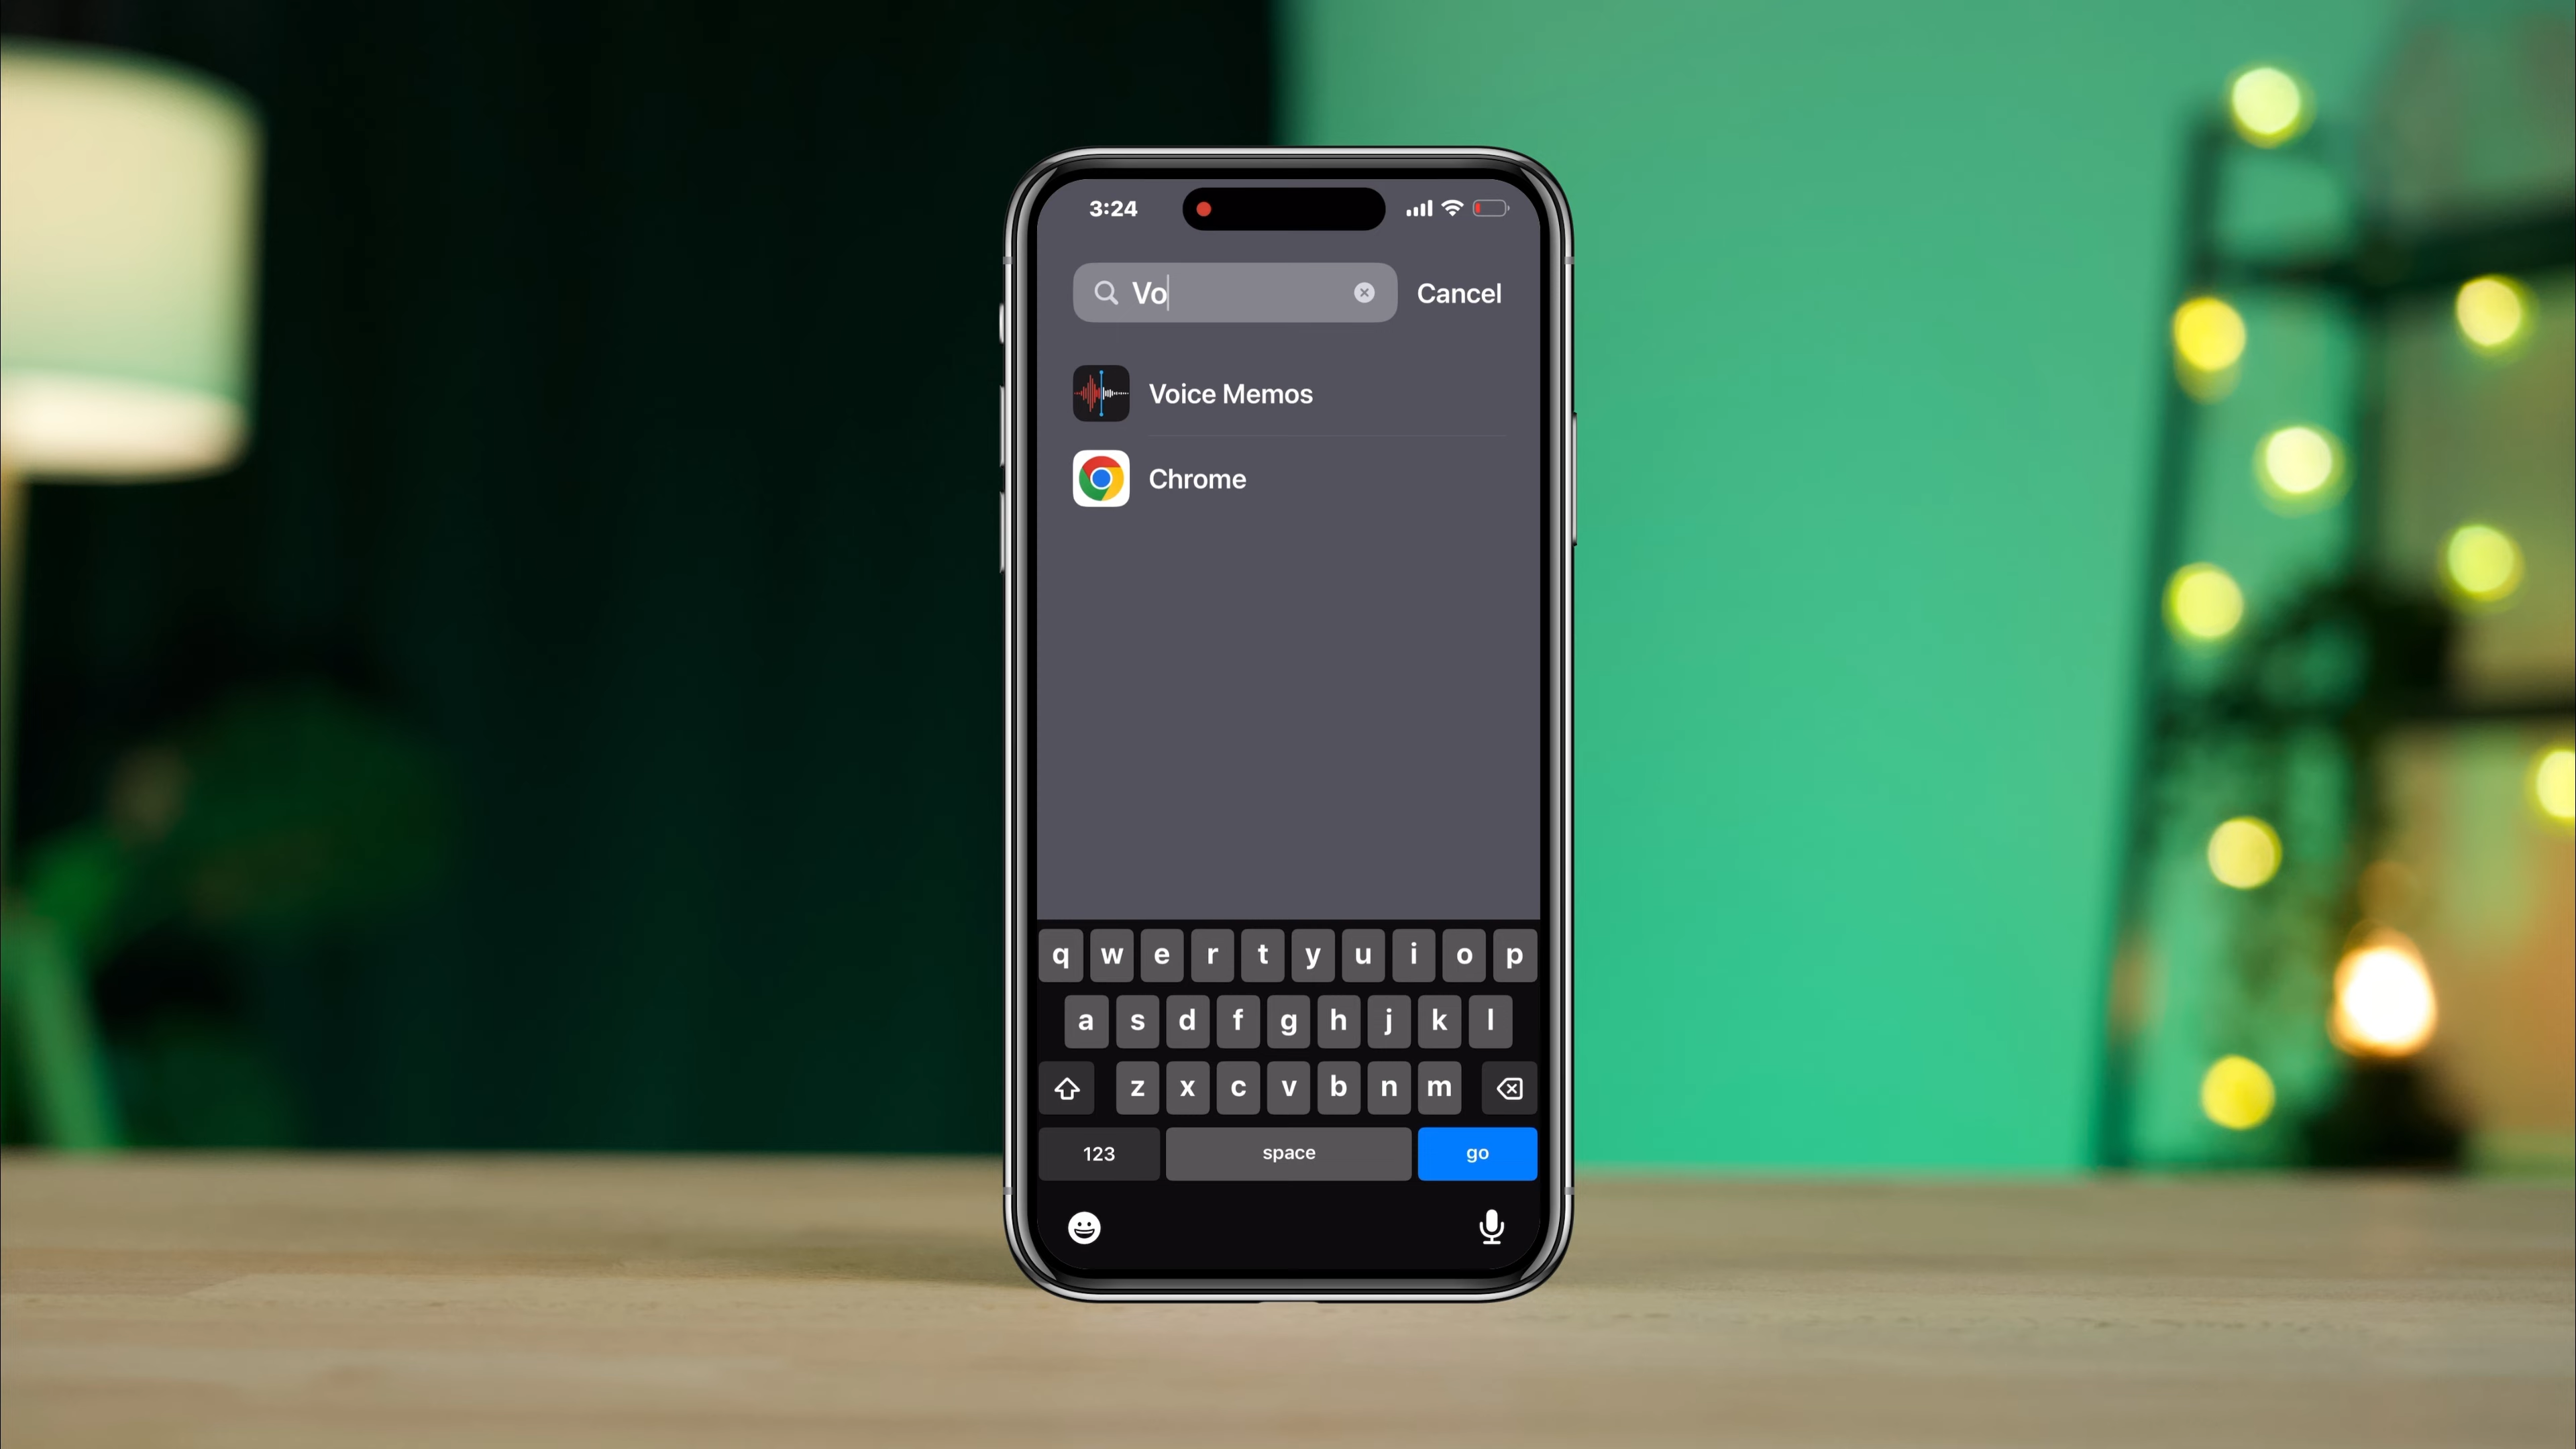 3:24
Vo
Cancel
Voice Memos
Chrome
q w e r t y u i o p
a s d f g h j k l
z x c v b n m
123 space go